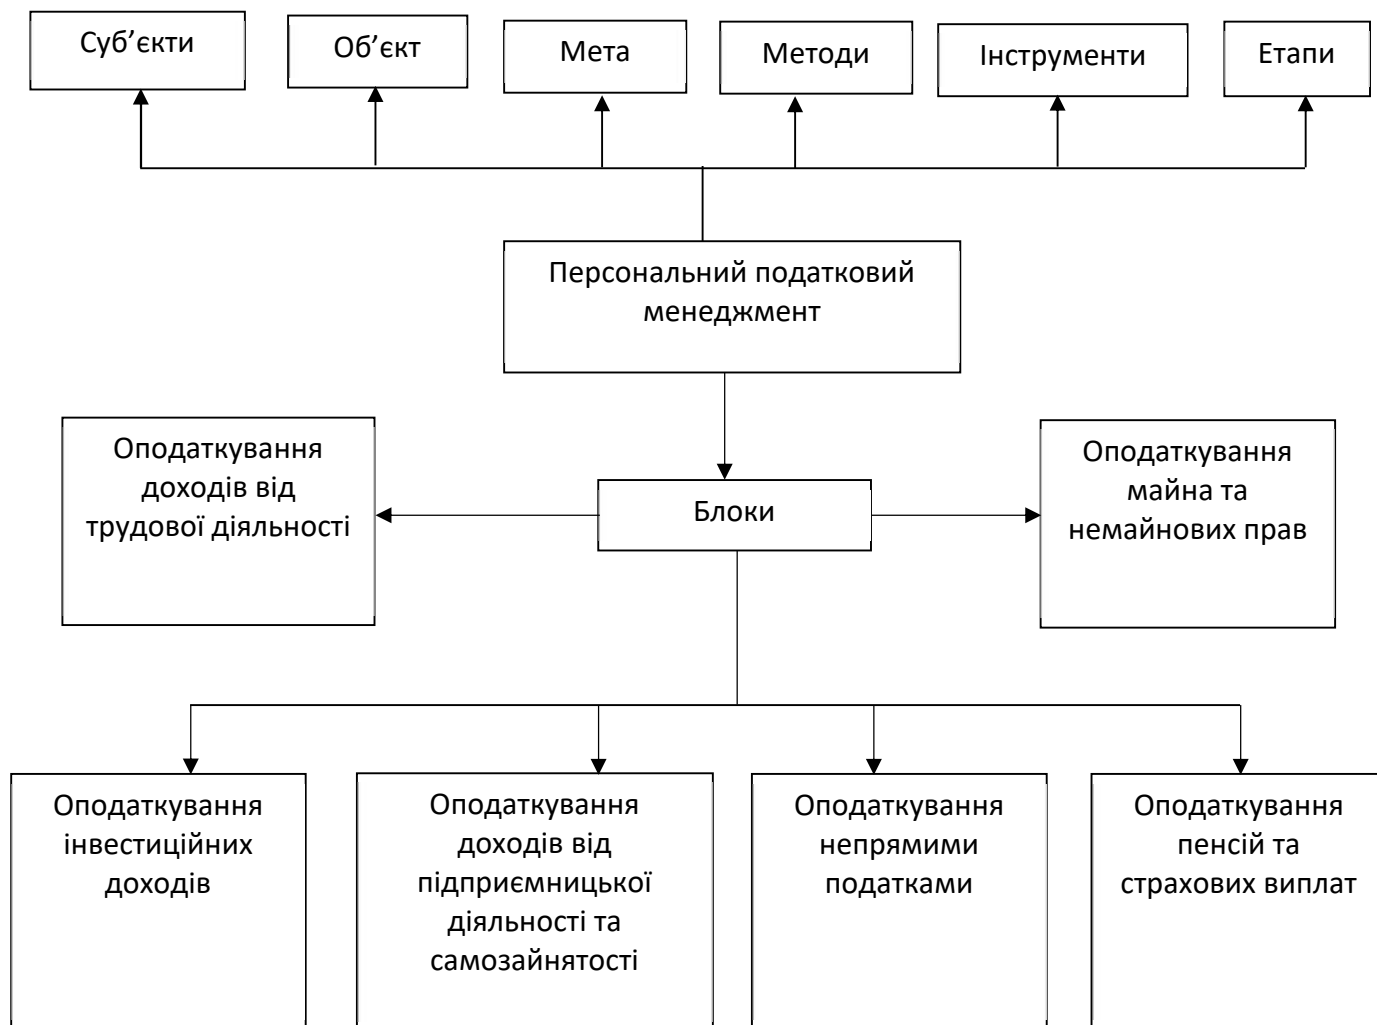 Суб’єкти
Об’єкт
Мета
Методи
Інструменти
Етапи
Персональний податковий
менеджмент
Оподаткування
доходів від
трудової діяльності
Блоки
Оподаткування
майна та
немайнових прав
Оподаткування
інвестиційних
доходів
Оподаткування
доходів від
підприємницької
діяльності та
самозайнятості
Оподаткування
непрямими
податками
Оподаткування
пенсій та
страхових виплат